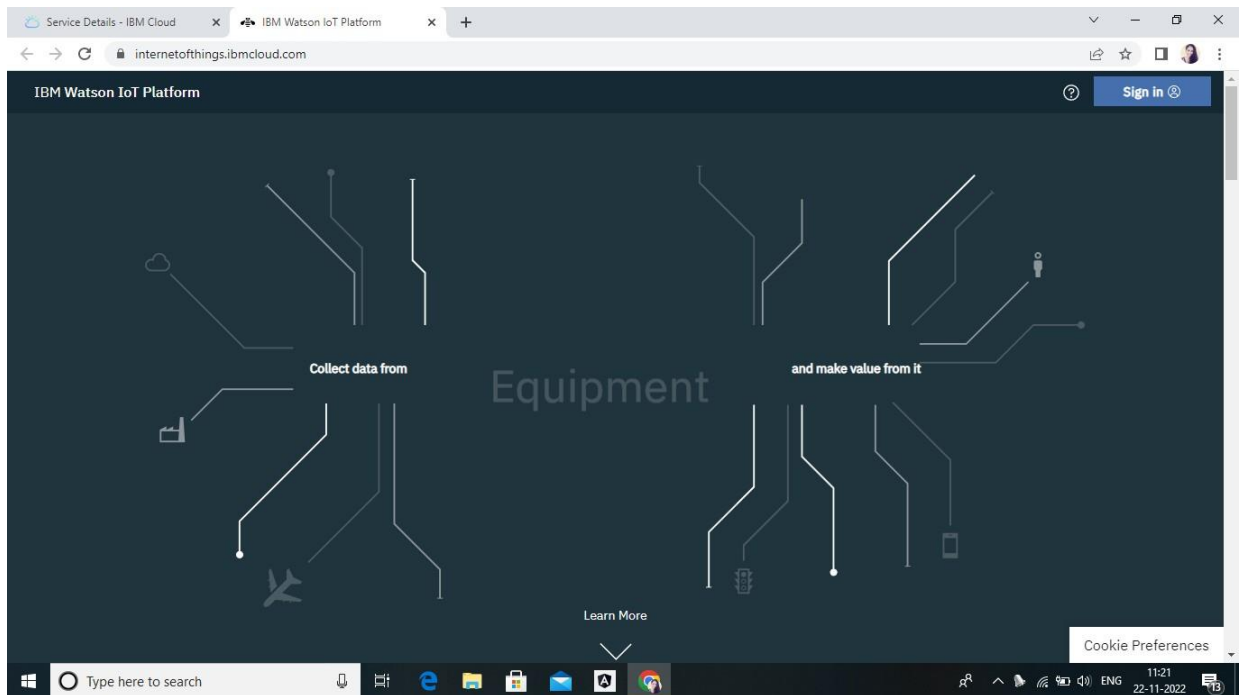 Service Details - IBM Cloud
IBM Watson IoT Platform
internetofthings.ibmcloud.com
IBM Watson IoT Platform
Sign in
Collect data from
Equipment
and make value from it
Learn More
Cookie Preferences
Type here to search
ENG
11:21
22-11-2022
13